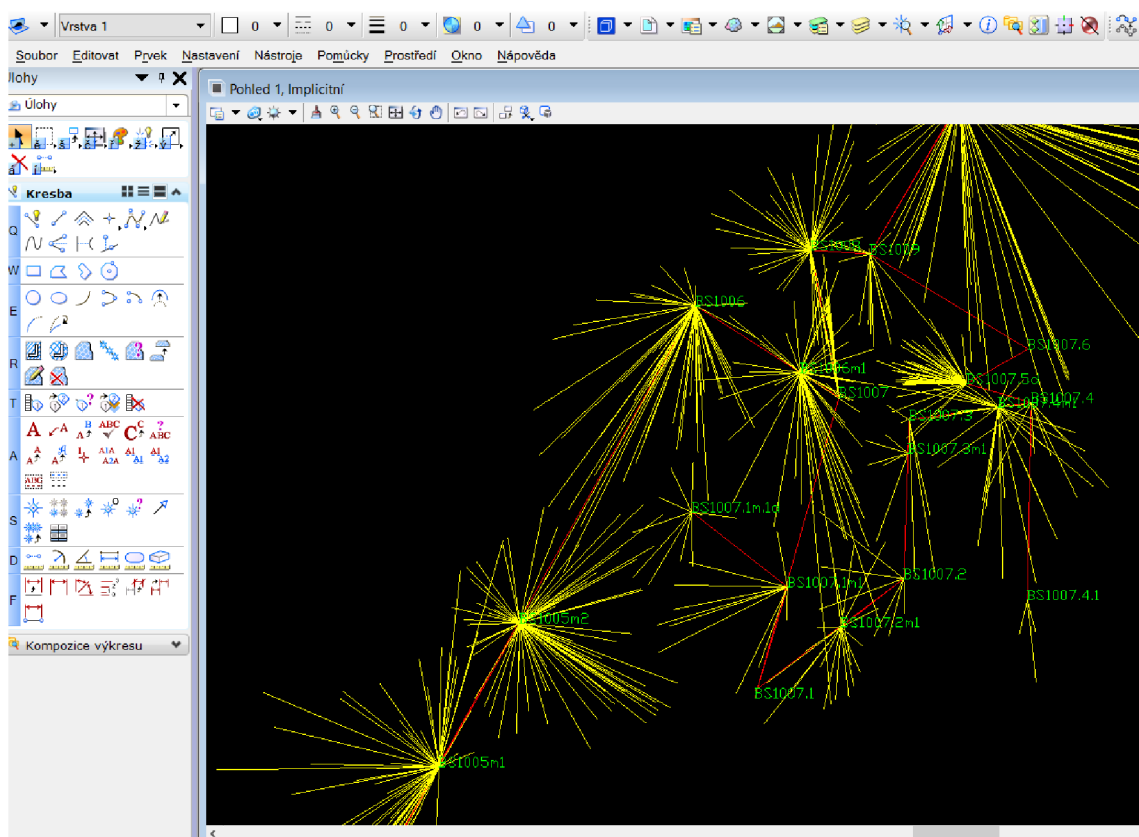 Vrstva 1 0 0 0 0 0
Soubor Editovat Prvek Nastavení Nástroje Pomůcky Prostředí Okno Nápověda
Úlohy
Úlohy
Kresba
Q
W
E
R
T
A
S
D
F
Kompozice výkresu
Pohled 1, Implicitní
BS1009
BS1006
BS1007.6
BS1006m1
BS1007
BS1007.5a
BS1007.4
BS1007.3
BS1007.3m1
BS1007.1m.1a
BS1007.1m1
BS1007.2
BS1007.4.1
BS1005m2
BS1007.2m1
BS1007.1
BS1005m1